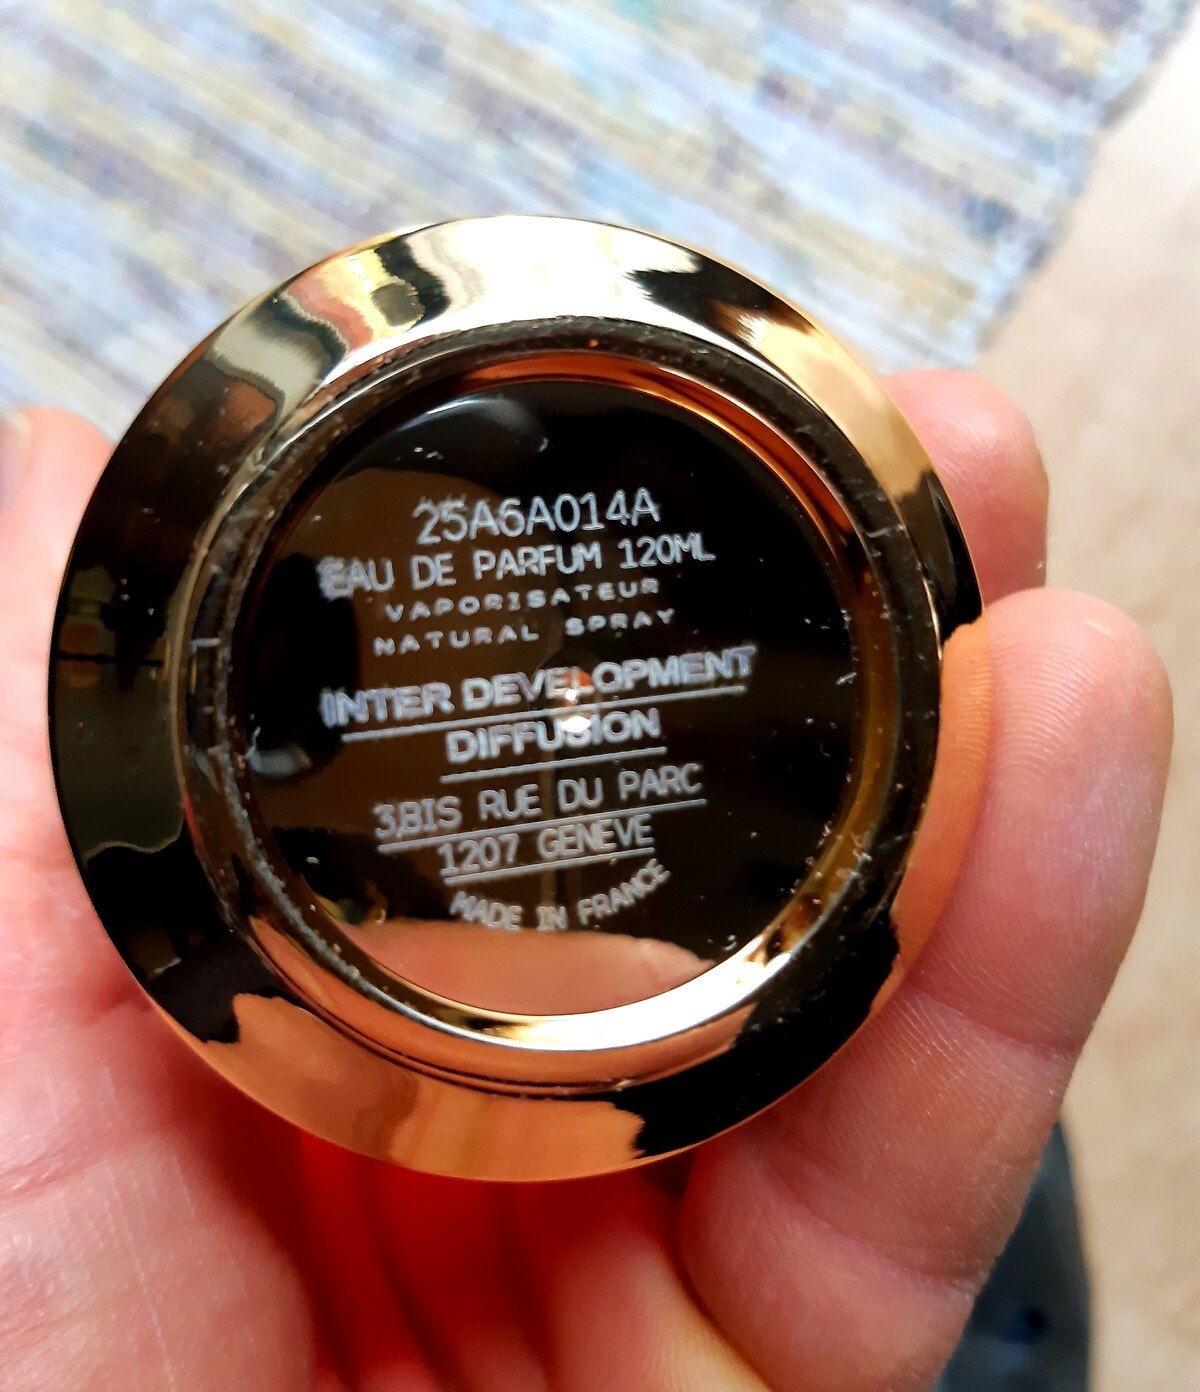 25A6A014A
EAU DE PARFUM 120ML
VAPORISATEUR
NATURAL SPRAY
INTER DEVELOPMENT
DIFFUSION
3,BIS RUE DU PARC
1207 GENEVE
MADE IN FRANCE